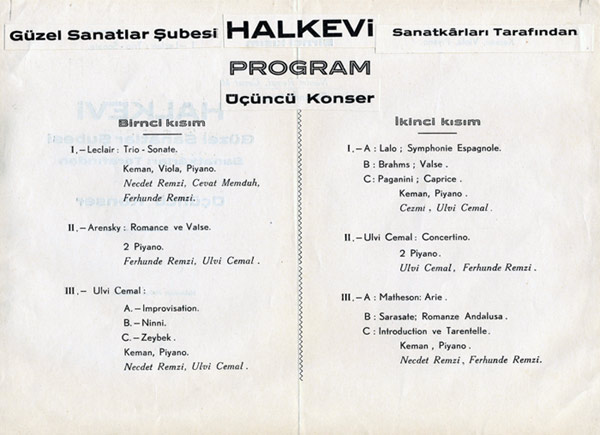 Güzel Sanatlar Şubesi HALKEVİ Sanatkârları Tarafından
PROGRAM
Üçüncü Konser
Birnci kısım
I.—Leclair: Trio - Sonate.
Keman, Viola, Piyano.
Necdet Remzi, Cevat Memduh,
Ferhunde Remzi.
II.—Arensky: Romance ve Valse.
2 Piyano.
Ferhunde Remzi, Ulvi Cemal.
III.— Ulvi Cemal:
A.—Improvisation.
B.—Ninni.
C.—Zeybek.
Keman, Piyano.
Necdet Remzi, Ulvi Cemal.
İkinci kısım
I.—A : Lalo ; Symphonie Espagnole.
B : Brahms ; Valse .
C : Paganini ; Caprice .
Keman, Piyano .
Cezmi , Ulvi Cemal .
II.—Ulvi Cemal : Concertino.
2 Piyano.
Ulvi Cemal, Ferhunde Remzi .
III.—A : Matheson: Arie .
B : Sarasate; Romanze Andalusa .
C : Introduction ve Tarentelle.
Keman , Piyano .
Necdet Remzi , Ferhunde Remzi.